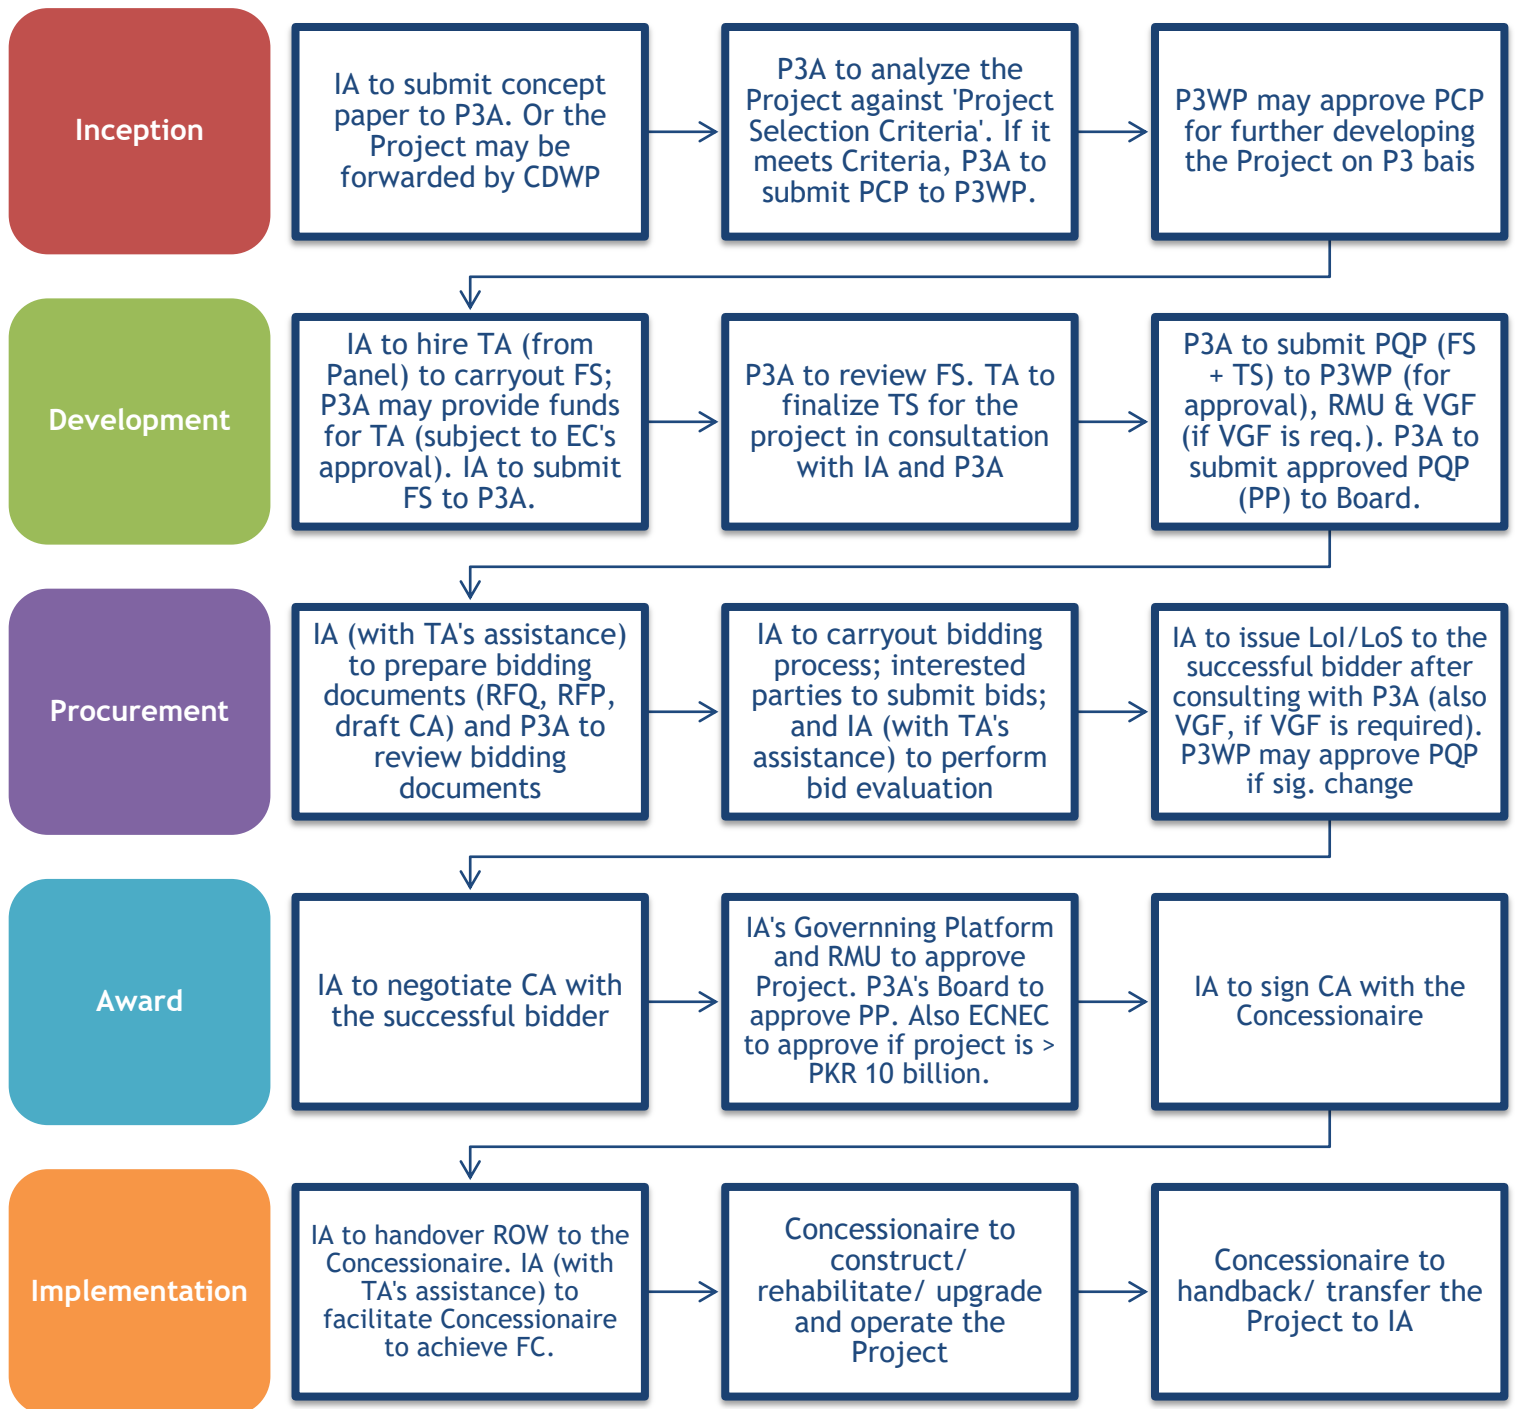 Inception
IA to submit concept
paper to P3A. Or the
Project may be
forwarded by CDWP
P3A to analyze the
Project against 'Project
Selection Criteria'. If it
meets Criteria, P3A to
submit PCP to P3WP.
P3WP may approve PCP
for further developing
the Project on P3 bais
Development
IA to hire TA (from
Panel) to carryout FS;
P3A may provide funds
for TA (subject to EC's
approval). IA to submit
FS to P3A.
P3A to review FS. TA to
finalize TS for the
project in consultation
with IA and P3A
P3A to submit PQP (FS
+ TS) to P3WP (for
approval), RMU & VGF
(if VGF is req.). P3A to
submit approved PQP
(PP) to Board.
Procurement
IA (with TA's assistance)
to prepare bidding
documents (RFQ, RFP,
draft CA) and P3A to
review bidding
documents
IA to carryout bidding
process; interested
parties to submit bids;
and IA (with TA's
assistance) to perform
bid evaluation
IA to issue LoI/LoS to the
successful bidder after
consulting with P3A (also
VGF, if VGF is required).
P3WP may approve PQP
if sig. change
Award
IA to negotiate CA with
the successful bidder
IA's Governning Platform
and RMU to approve
Project. P3A's Board to
approve PP. Also ECNEC
to approve if project is >
PKR 10 billion.
IA to sign CA with the
Concessionaire
Implementation
IA to handover ROW to the
Concessionaire. IA (with
TA's assistance) to
facilitate Concessionaire
to achieve FC.
Concessionaire to
construct/
rehabilitate/ upgrade
and operate the
Project
Concessionaire to
handback/ transfer the
Project to IA